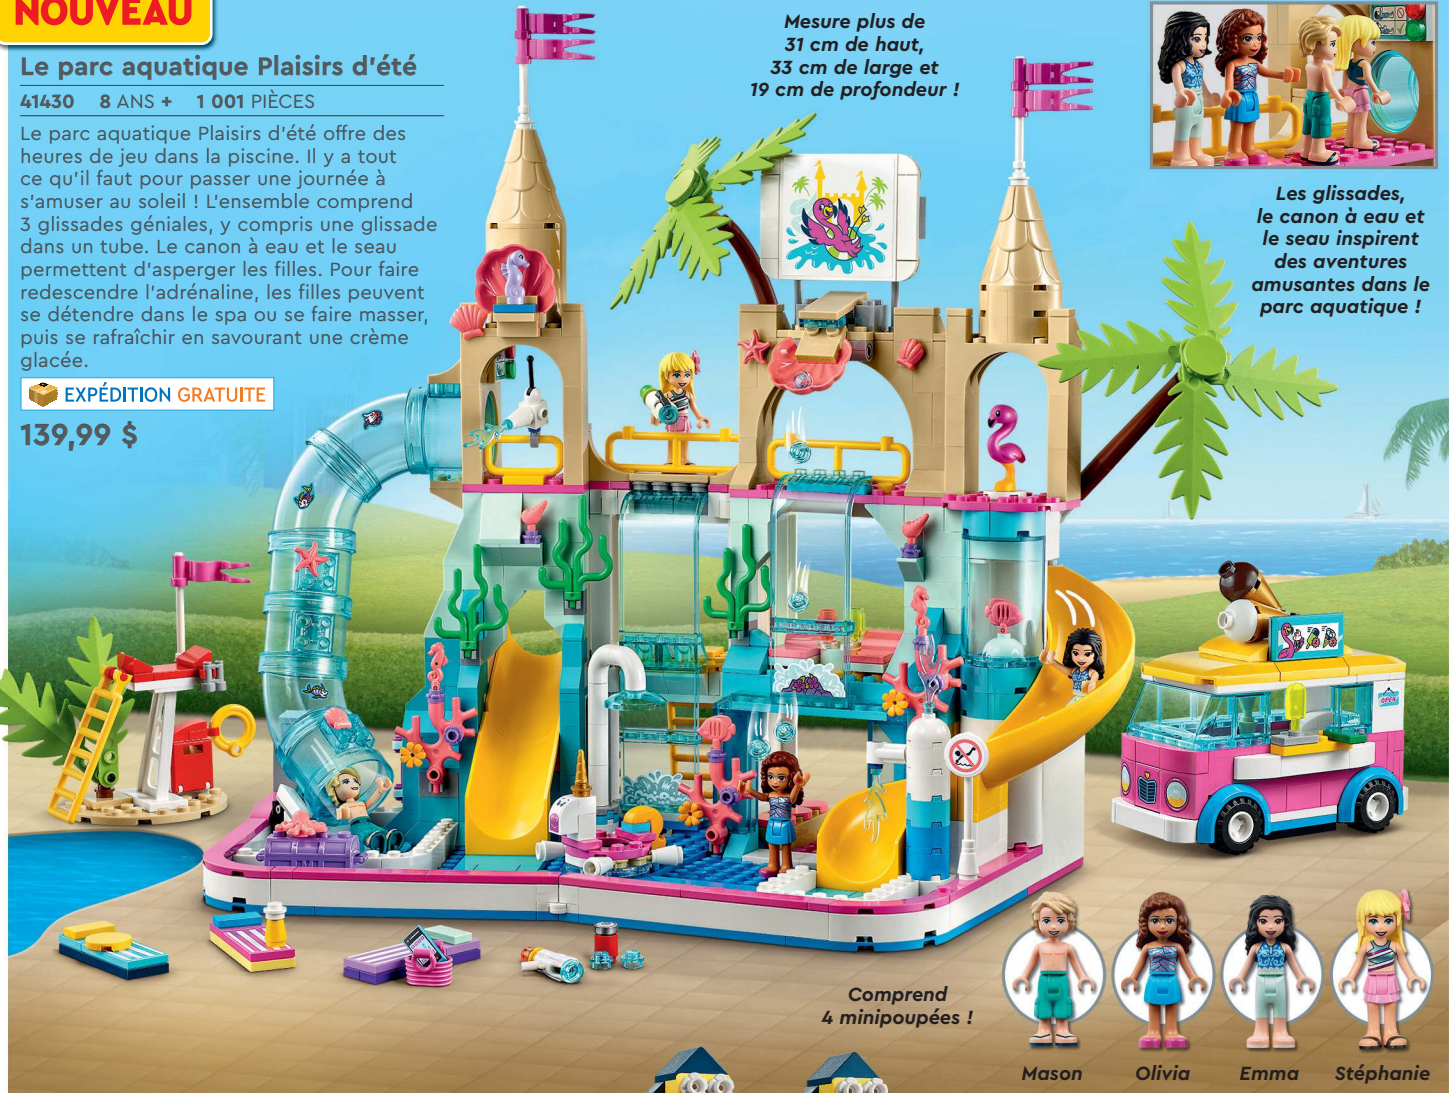 NOUVEAU
Le parc aquatique Plaisirs d'été
41430 8 ANS + 1 001 PIÈCES
Le parc aquatique Plaisirs d'été offre des
heures de jeu dans la piscine. Il y a tout
ce qu'il faut pour passer une journée à
s'amuser au soleil ! L'ensemble comprend
3 glissades géniales, y compris une glissade
dans un tube. Le canon à eau et le seau
permettent d'asperger les filles. Pour faire
redescendre l'adrénaline, les filles peuvent
se détendre dans le spa ou se faire masser,
puis se rafraîchir en savourant une crème
glacée.
EXPÉDITION GRATUITE
139,99 $
Mesure plus de
31 cm de haut,
33 cm de large et
19 cm de profondeur !
Les glissades,
le canon à eau et
le seau inspirent
des aventures
amusantes dans le
parc aquatique !
OPEN
Comprend
4 minipoupées !
Mason Olivia Emma Stéphanie